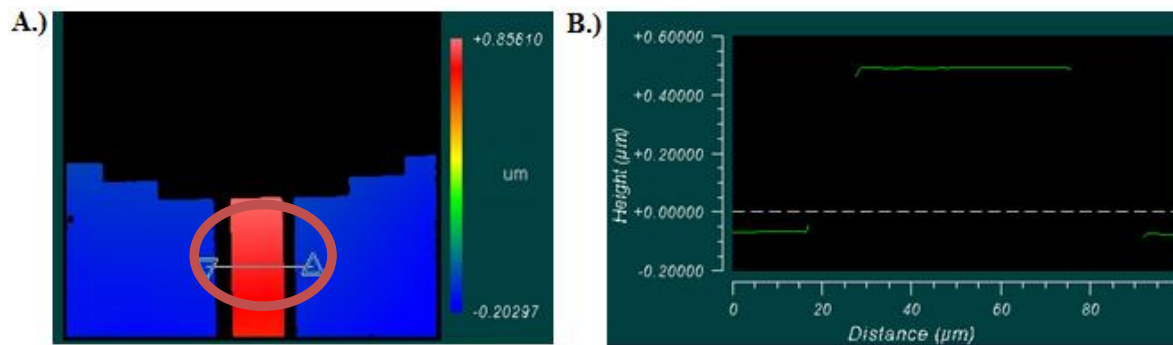 A.)
+0.85610
um
-0.20297
B.)
+0.60000
+0.40000
+0.20000
+0.00000
-0.20000
Height (µm)
0 20 40 60 80
Distance (µm)